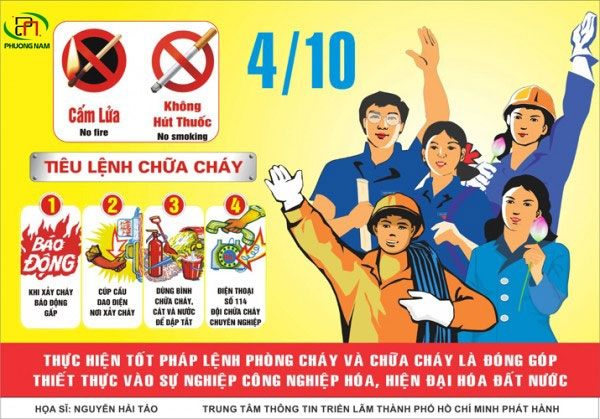 PN
PHUONG NAM
4/10
Cấm Lửa
No fire
Không
Hút Thuốc
No smoking
TIÊU LỆNH CHỮA CHÁY
1
BÁO
ĐỘNG
KHI XẢY CHÁY
BÁO ĐỘNG
GẤP
2
CÚP CẦU
DAO ĐIỆN
NƠI XẢY CHÁY
3
DÙNG BÌNH
CHỮA CHÁY,
CÁT VÀ NƯỚC
ĐỂ DẬP TẮT
4
ĐIỆN THOẠI
SỐ 114
ĐỘI CHỮA CHÁY
CHUYÊN NGHIỆP
THỰC HIỆN TỐT PHÁP LỆNH PHÒNG CHÁY VÀ CHỮA CHÁY LÀ ĐÓNG GÓP
THIẾT THỰC VÀO SỰ NGHIỆP CÔNG NGHIỆP HÓA, HIỆN ĐẠI HÓA ĐẤT NƯỚC
HỌA SĨ: NGUYỄN HẢI TẢO
TRUNG TÂM THÔNG TIN TRIỂN LÃM THÀNH PHỐ HỒ CHÍ MINH PHÁT HÀNH